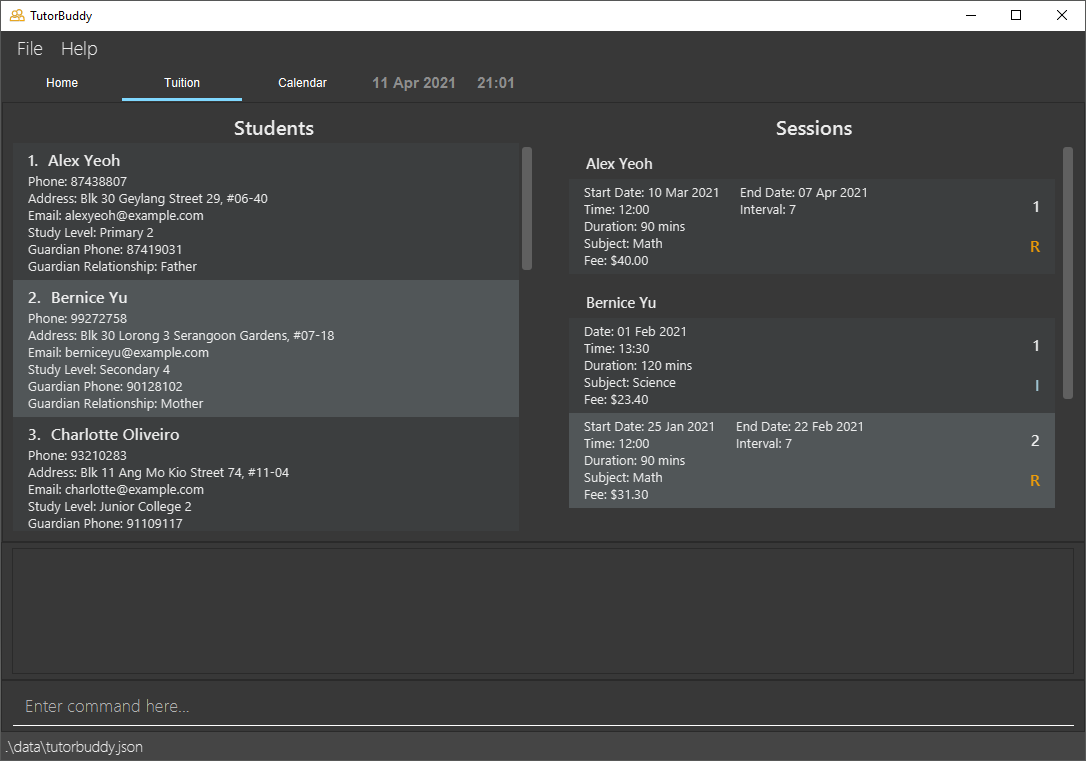 TutorBuddy
File Help
Home Tuition Calendar 11 Apr 2021 21:01
Students
1. Alex Yeoh
Phone: 87438807
Address: Blk 30 Geylang Street 29, #06-40
Email: alexyeoh@example.com
Study Level: Primary 2
Guardian Phone: 87419031
Guardian Relationship: Father
2. Bernice Yu
Phone: 99272758
Address: Blk 30 Lorong 3 Serangoon Gardens, #07-18
Email: berniceyu@example.com
Study Level: Secondary 4
Guardian Phone: 90128102
Guardian Relationship: Mother
3. Charlotte Oliveiro
Phone: 93210283
Address: Blk 11 Ang Mo Kio Street 74, #11-04
Email: charlotte@example.com
Study Level: Junior College 2
Guardian Phone: 91109117
Sessions
Alex Yeoh
Start Date: 10 Mar 2021 End Date: 07 Apr 2021
Time: 12:00 Interval: 7
1
Duration: 90 mins
Subject: Math
R
Fee: $40.00
Bernice Yu
Date: 01 Feb 2021
Time: 13:30
1
Duration: 120 mins
Subject: Science
I
Fee: $23.40
Start Date: 25 Jan 2021 End Date: 22 Feb 2021
Time: 12:00 Interval: 7
2
Duration: 90 mins
Subject: Math
R
Fee: $31.30
Enter command here...
.\data\tutorbuddy.json